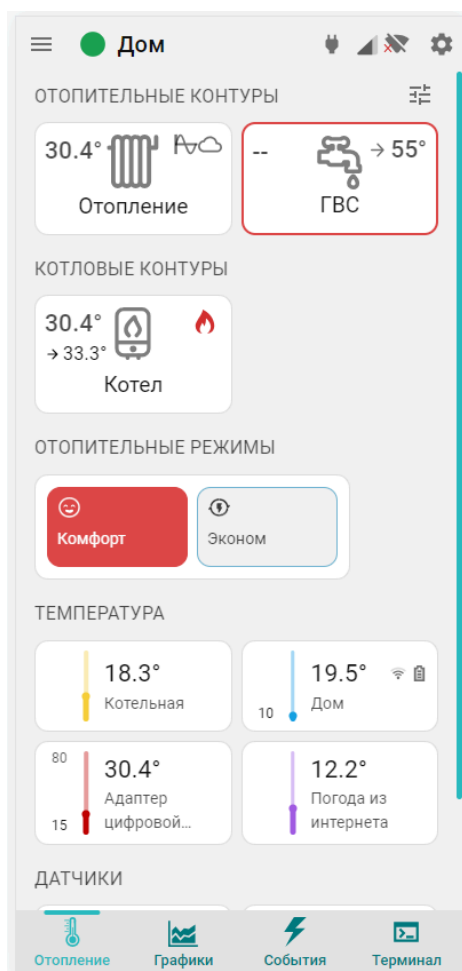 Дом
ОТОПИТЕЛЬНЫЕ КОНТУРЫ
30.4°
Отопление
-- → 55°
ГВС
КОТЛОВЫЕ КОНТУРЫ
30.4°
→ 33.3°
Котел
ОТОПИТЕЛЬНЫЕ РЕЖИМЫ
Комфорт
Эконом
ТЕМПЕРАТУРА
18.3°
Котельная
19.5°
Дом
10
80
30.4°
Адаптер
цифровой...
15
12.2°
Погода из
интернета
ДАТЧИКИ
Отопление Графики События Терминал